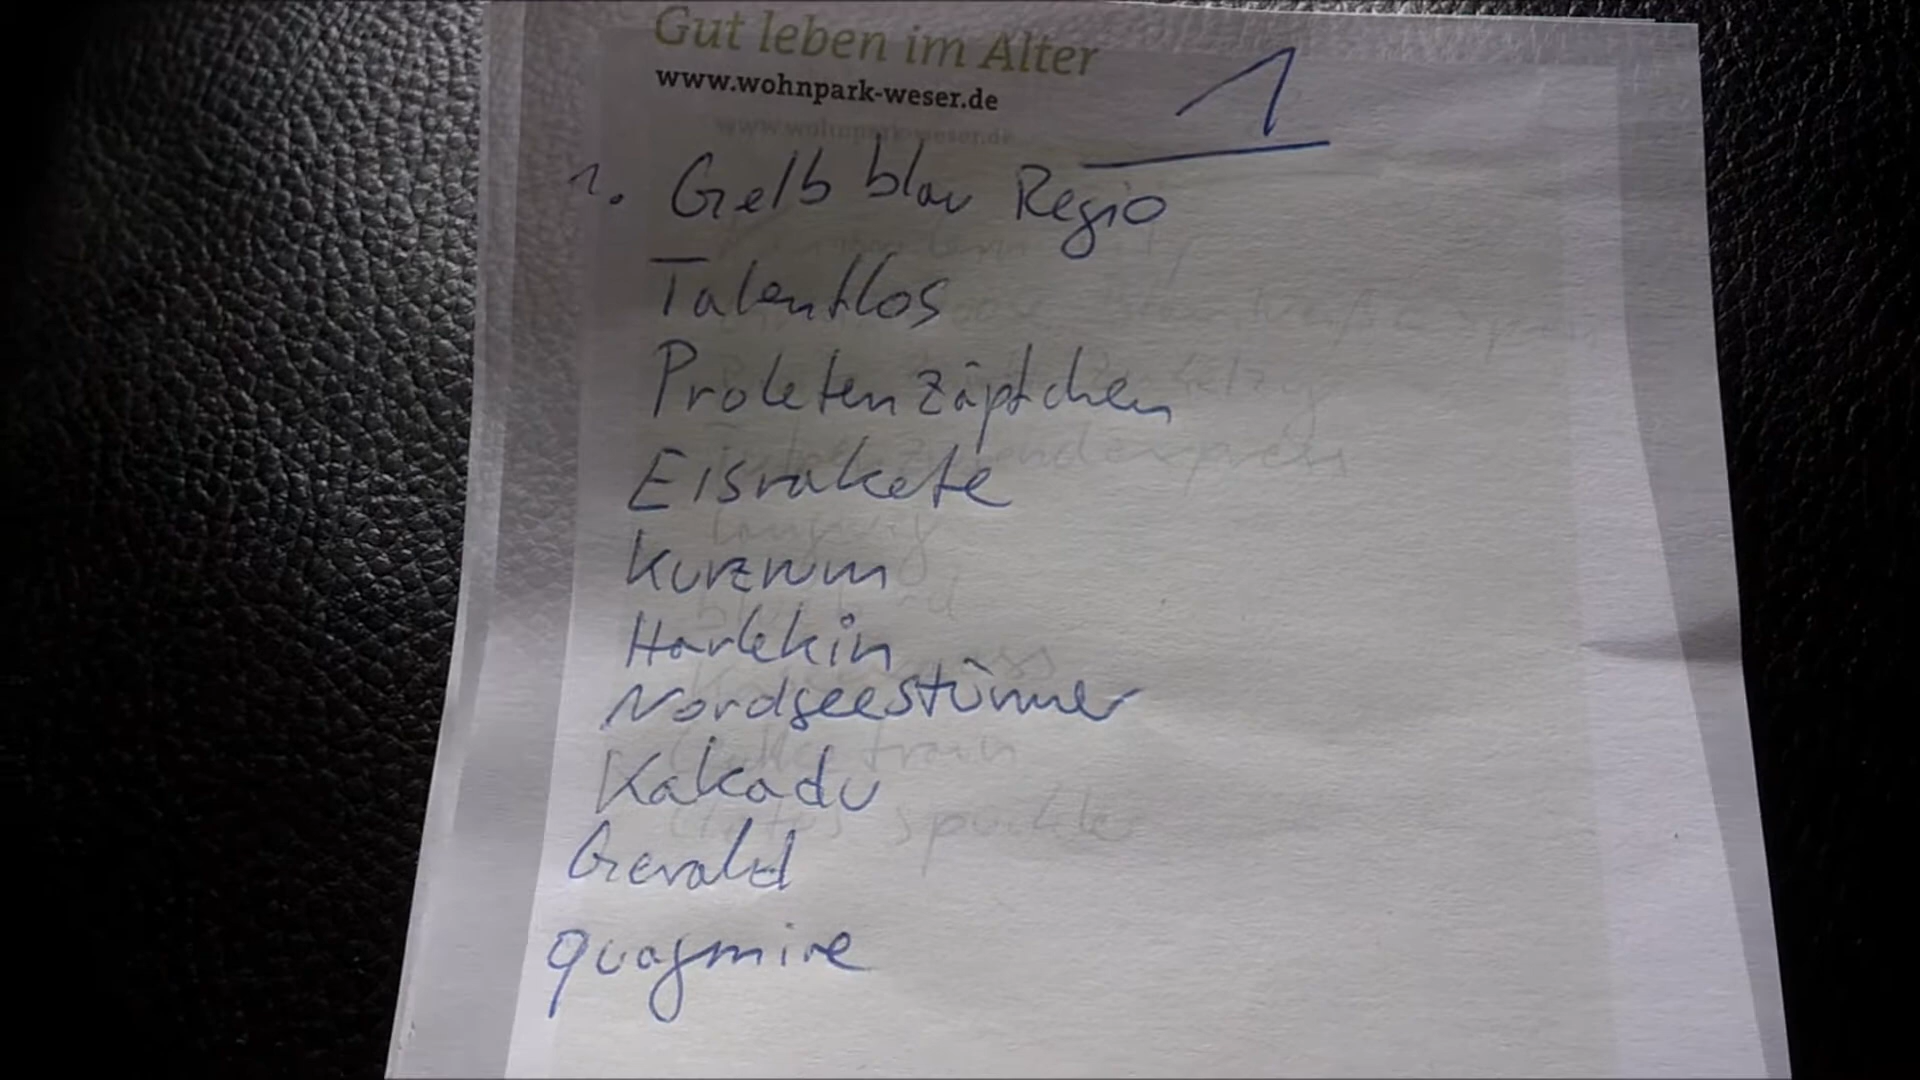 Gut leben im Alter
www.wohnpark-weser.de
1
1. Gelb blau Regio
Talentlos
Proletenzäpfchen
Eisrakete
Kurzrum
Harlekin
Nordseestürmer
Kakadu
Gerald
quagmire